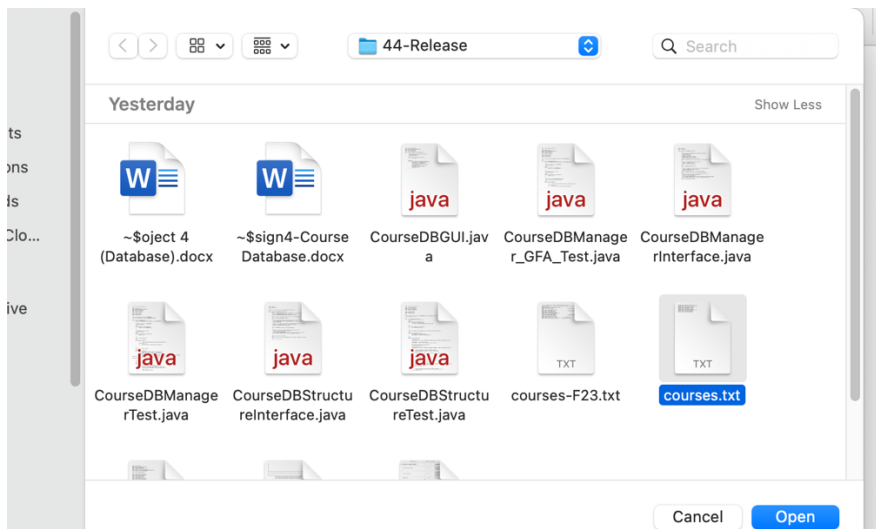 44-Release
Search
Yesterday
Show Less
ts
ons
ds
Clo...
ive
W
W
java
java
java
~$oject 4
(Database).docx
~$sign4-Course
Database.docx
CourseDBGUI.jav
a
CourseDBManage
r_GFA_Test.java
CourseDBManage
rInterface.java
java
java
java
TXT
TXT
CourseDBManage
rTest.java
CourseDBStructu
reInterface.java
CourseDBStructu
reTest.java
courses-F23.txt
courses.txt
Cancel
Open